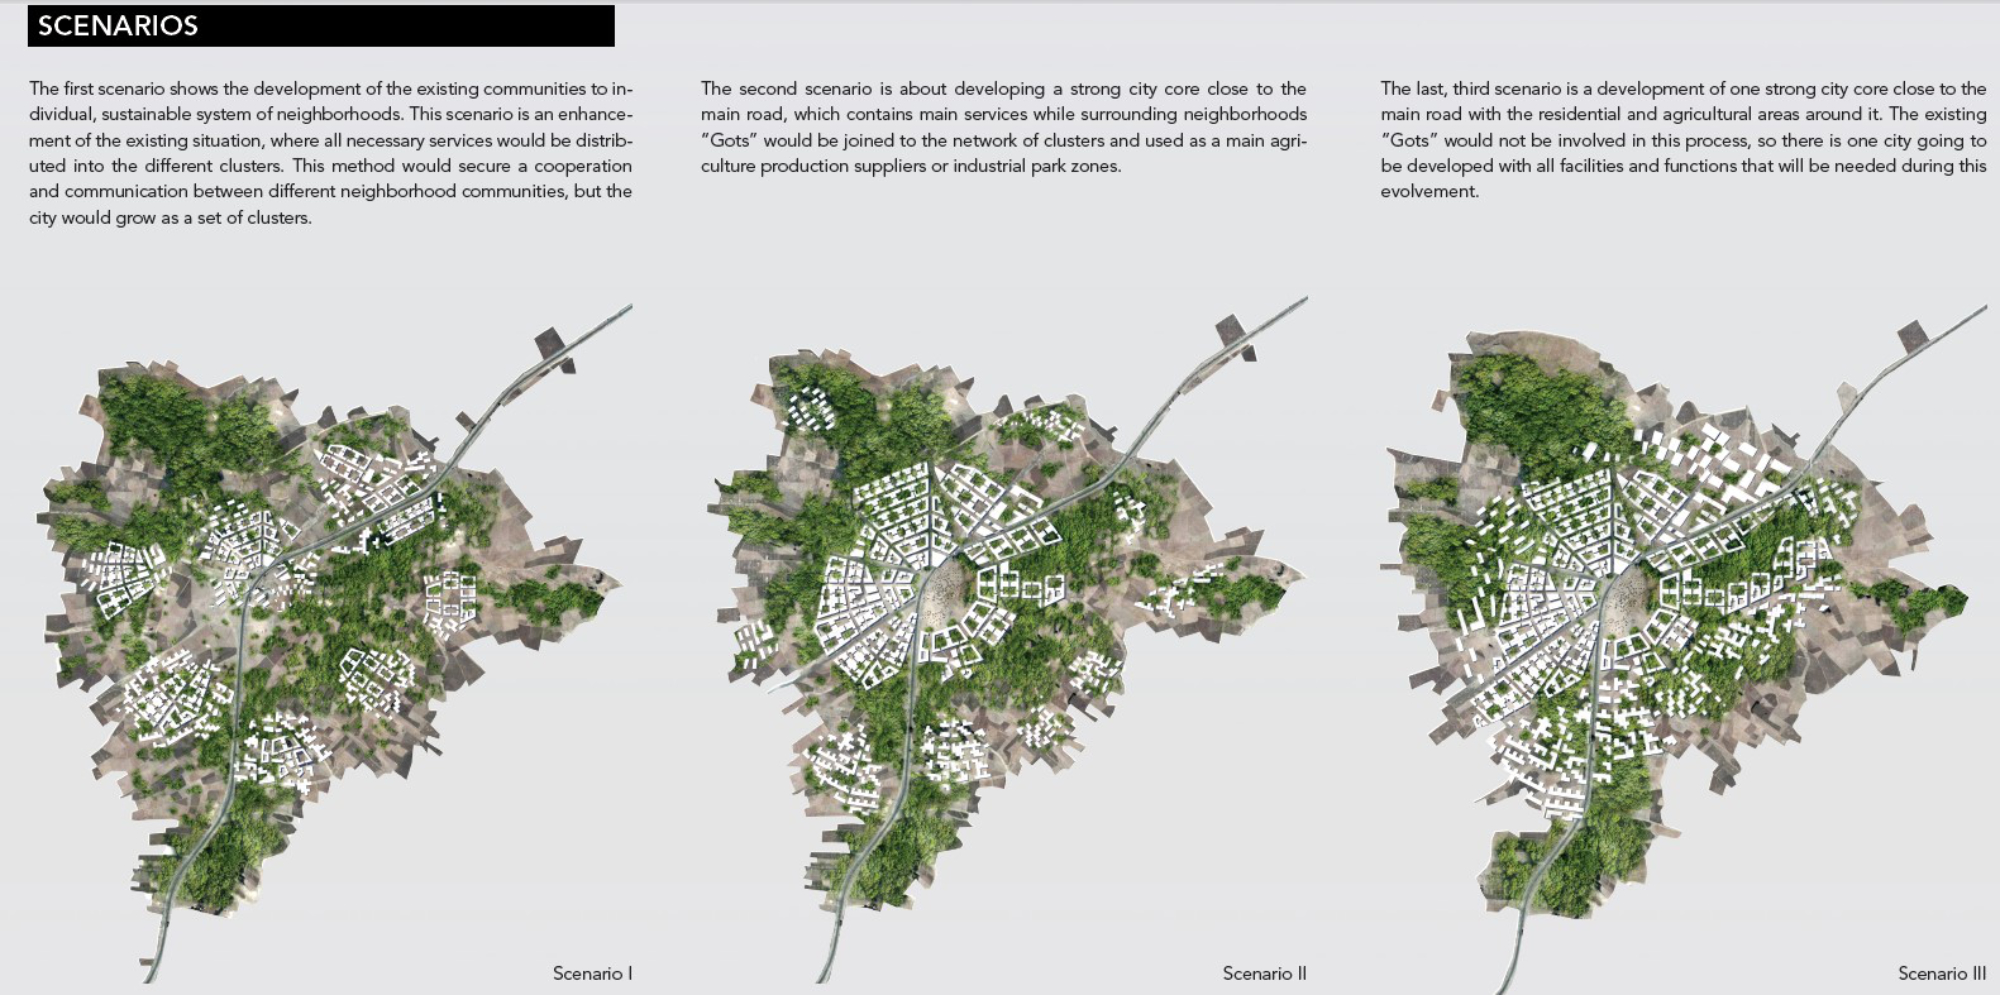 SCENARIOS
The first scenario shows the development of the existing communities to in-
dividual, sustainable system of neighborhoods. This scenario is an enhance-
ment of the existing situation, where all necessary services would be distrib-
uted into the different clusters. This method would secure a cooperation
and communication between different neighborhood communities, but the
city would grow as a set of clusters.
The second scenario is about developing a strong city core close to the
main road, which contains main services while surrounding neighborhoods
"Gots" would be joined to the network of clusters and used as a main agri-
culture production suppliers or industrial park zones.
The last, third scenario is a development of one strong city core close to the
main road with the residential and agricultural areas around it. The existing
"Gots" would not be involved in this process, so there is one city going to
be developed with all facilities and functions that will be needed during this
evolvement.
Scenario I
Scenario II
Scenario III